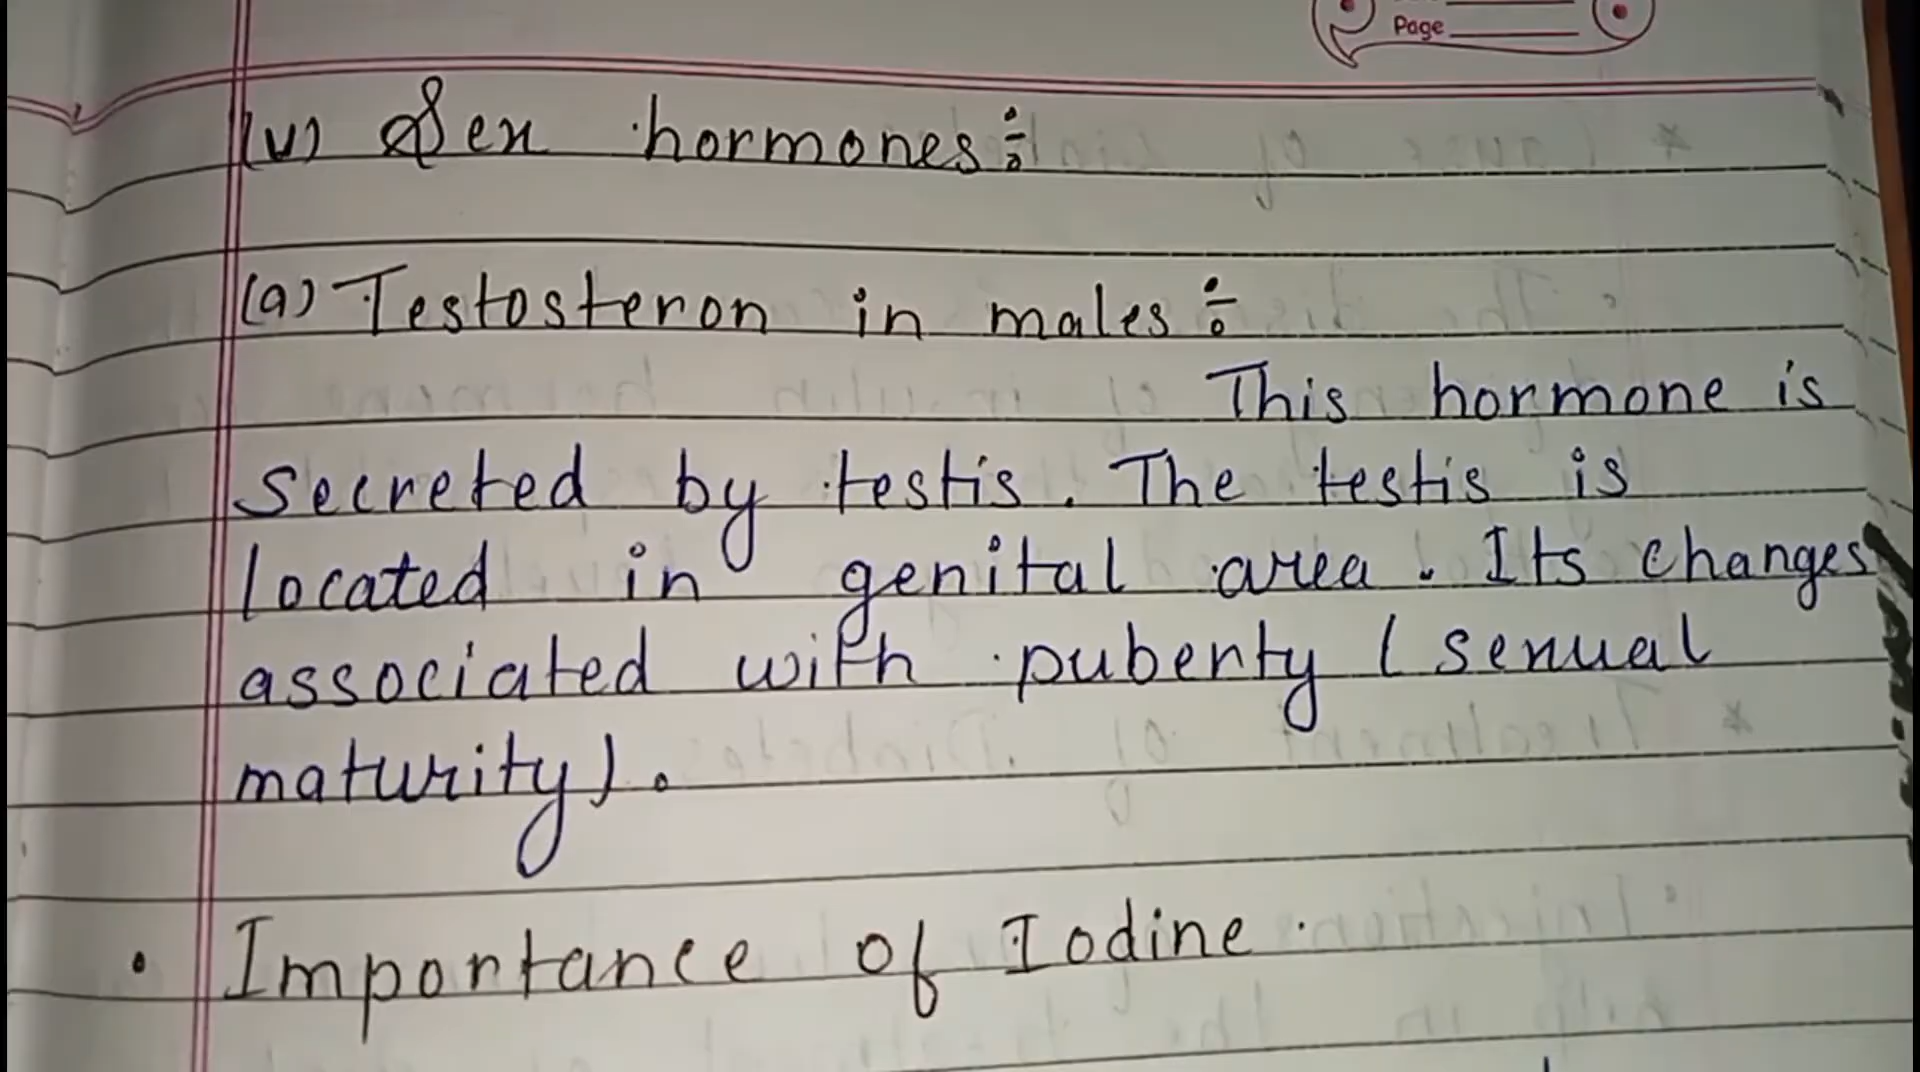 Page
(v) Sex hormones÷
(a) Testosteron in males÷
This hormone is
secreted by testis. The testis is
located in genital area. Its changes
associated with puberty (sexual
maturity).
• Importance of Iodine